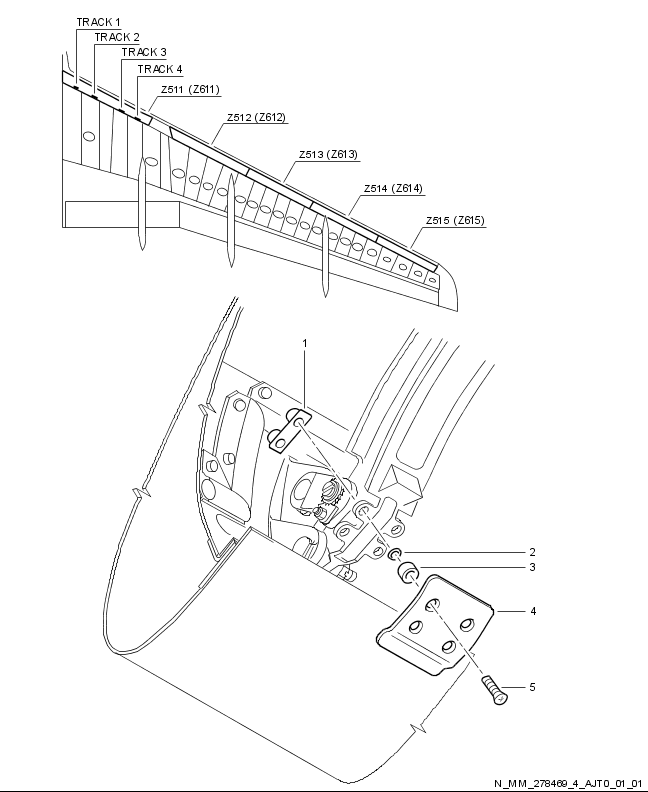 TRACK 1
TRACK 2
TRACK 3
TRACK 4
Z511 (Z611)
Z512 (Z612)
Z513 (Z613)
Z514 (Z614)
Z515 (Z615)
1
2
3
4
5
N_MM_278469_4_AJT0_01_01